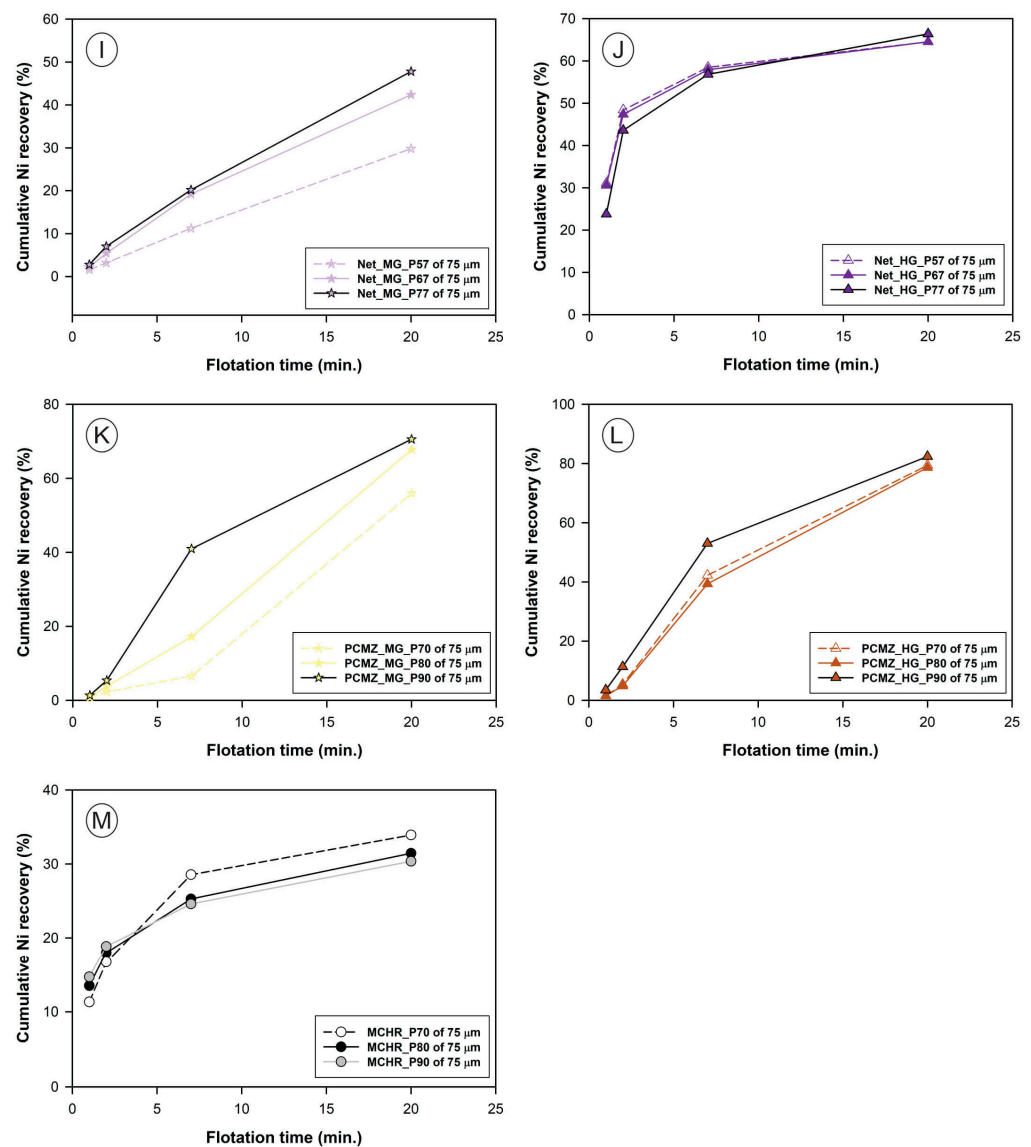 I
Cumulative Ni recovery (%)
60
50
40
30
20
10
0
Net_MG_P57 of 75 μm
Net_MG_P67 of 75 μm
Net_MG_P77 of 75 μm
0 5 10 15 20 25
Flotation time (min.)
J
Cumulative Ni recovery (%)
70
60
50
40
30
20
10
0
Net_HG_P57 of 75 μm
Net_HG_P67 of 75 μm
Net_HG_P77 of 75 μm
0 5 10 15 20 25
Flotation time (min.)
K
Cumulative Ni recovery (%)
80
60
40
20
0
PCMZ_MG_P70 of 75 μm
PCMZ_MG_P80 of 75 μm
PCMZ_MG_P90 of 75 μm
0 5 10 15 20 25
Flotation time (min.)
L
Cumulative Ni recovery (%)
100
80
60
40
20
0
PCMZ_HG_P70 of 75 μm
PCMZ_HG_P80 of 75 μm
PCMZ_HG_P90 of 75 μm
0 5 10 15 20 25
Flotation time (min.)
M
Cumulative Ni recovery (%)
40
30
20
10
0
MCHR_P70 of 75 μm
MCHR_P80 of 75 μm
MCHR_P90 of 75 μm
0 5 10 15 20 25
Flotation time (min.)